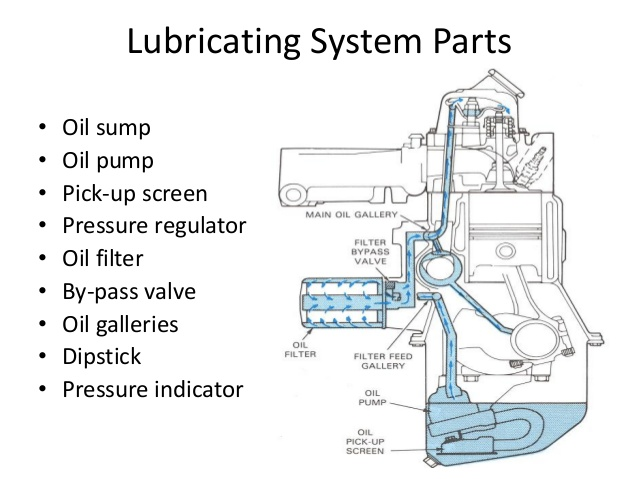 Lubricating System Parts
• Oil sump
• Oil pump
• Pick-up screen
• Pressure regulator
• Oil filter
• By-pass valve
• Oil galleries
• Dipstick
• Pressure indicator
MAIN OIL GALLERY
FILTER
BYPASS
VALVE
OIL
FILTER
FILTER FEED
GALLERY
OIL
PUMP
OIL
PICK-UP
SCREEN